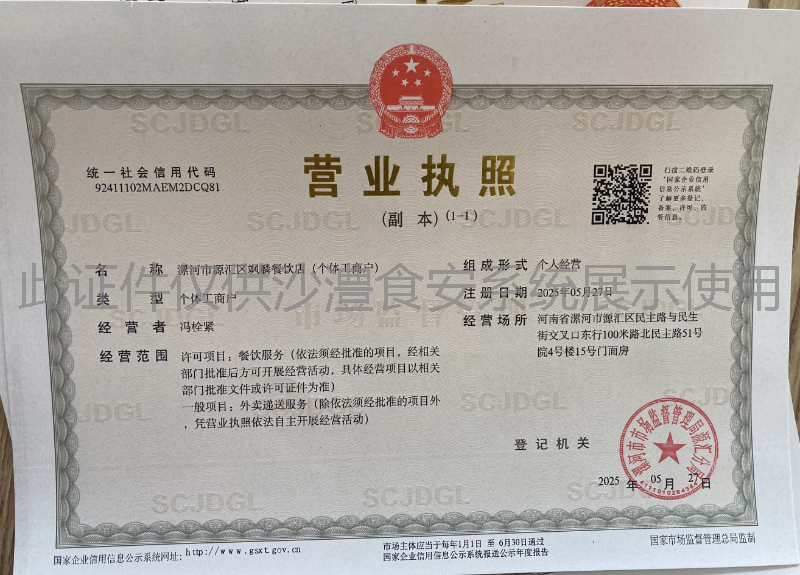 统一社会信用代码
92411102MAEM2DCQ81
营业执照
(副 本)(1-1)
扫描二维码登录
'国家企业信用
信息公示系统'
了解更多登记、
备案、许可、监
管信息。
名 称 漯河市源汇区飒麟餐饮店(个体工商户)
类 型 个体工商户
经 营 者 冯栓紧
经营范围 许可项目:餐饮服务(依法须经批准的项目,经相关
部门批准后方可开展经营活动,具体经营项目以相关
部门批准文件或许可证件为准)
一般项目:外卖递送服务(除依法须经批准的项目外
,凭营业执照依法自主开展经营活动)
组成形式 个人经营
注册日期 2025年05月27日
经营场所 河南省漯河市源汇区民主路与民生
街交叉口东行100米路北民主路51号
院4号楼15号门面房
此证件仅供沙澧食安系统展示使用
登记机关
漯河市市场监督管理局源汇分局
2025 年 05 月 27 日
国家企业信用信息公示系统网址:http://www.gsxt.gov.cn
市场主体应当于每年1月1日 至 6月30日通过
国家企业信用信息公示系统报送公示年度报告
国家市场监督管理总局监制
SCJDGL